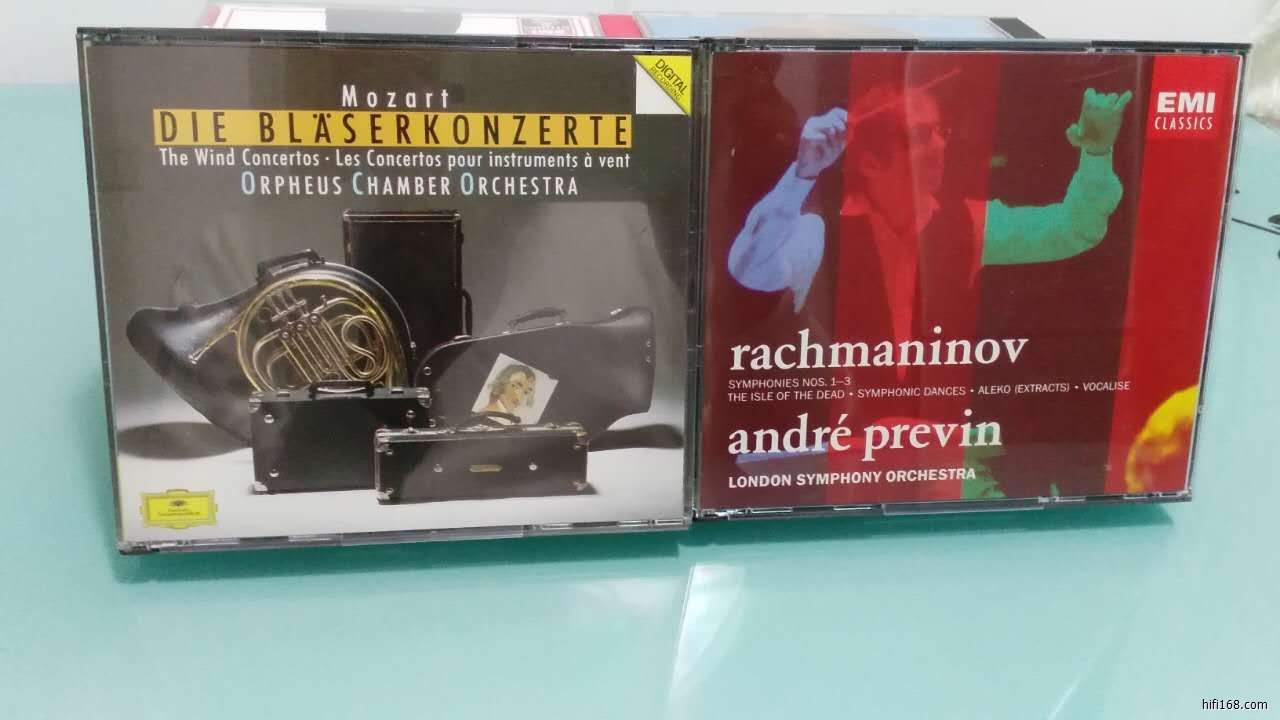 Mozart
DIE BLÄSERKONZERTE
The Wind Concertos · Les Concertos pour instruments à vent
ORPHEUS CHAMBER ORCHESTRA
DIGITAL
RECORDING
EMI
CLASSICS
rachmaninov
SYMPHONIES NOS. 1–3
THE ISLE OF THE DEAD • SYMPHONIC DANCES • ALEKO (EXTRACTS) • VOCALISE
andré previn
LONDON SYMPHONY ORCHESTRA
hifi168.com